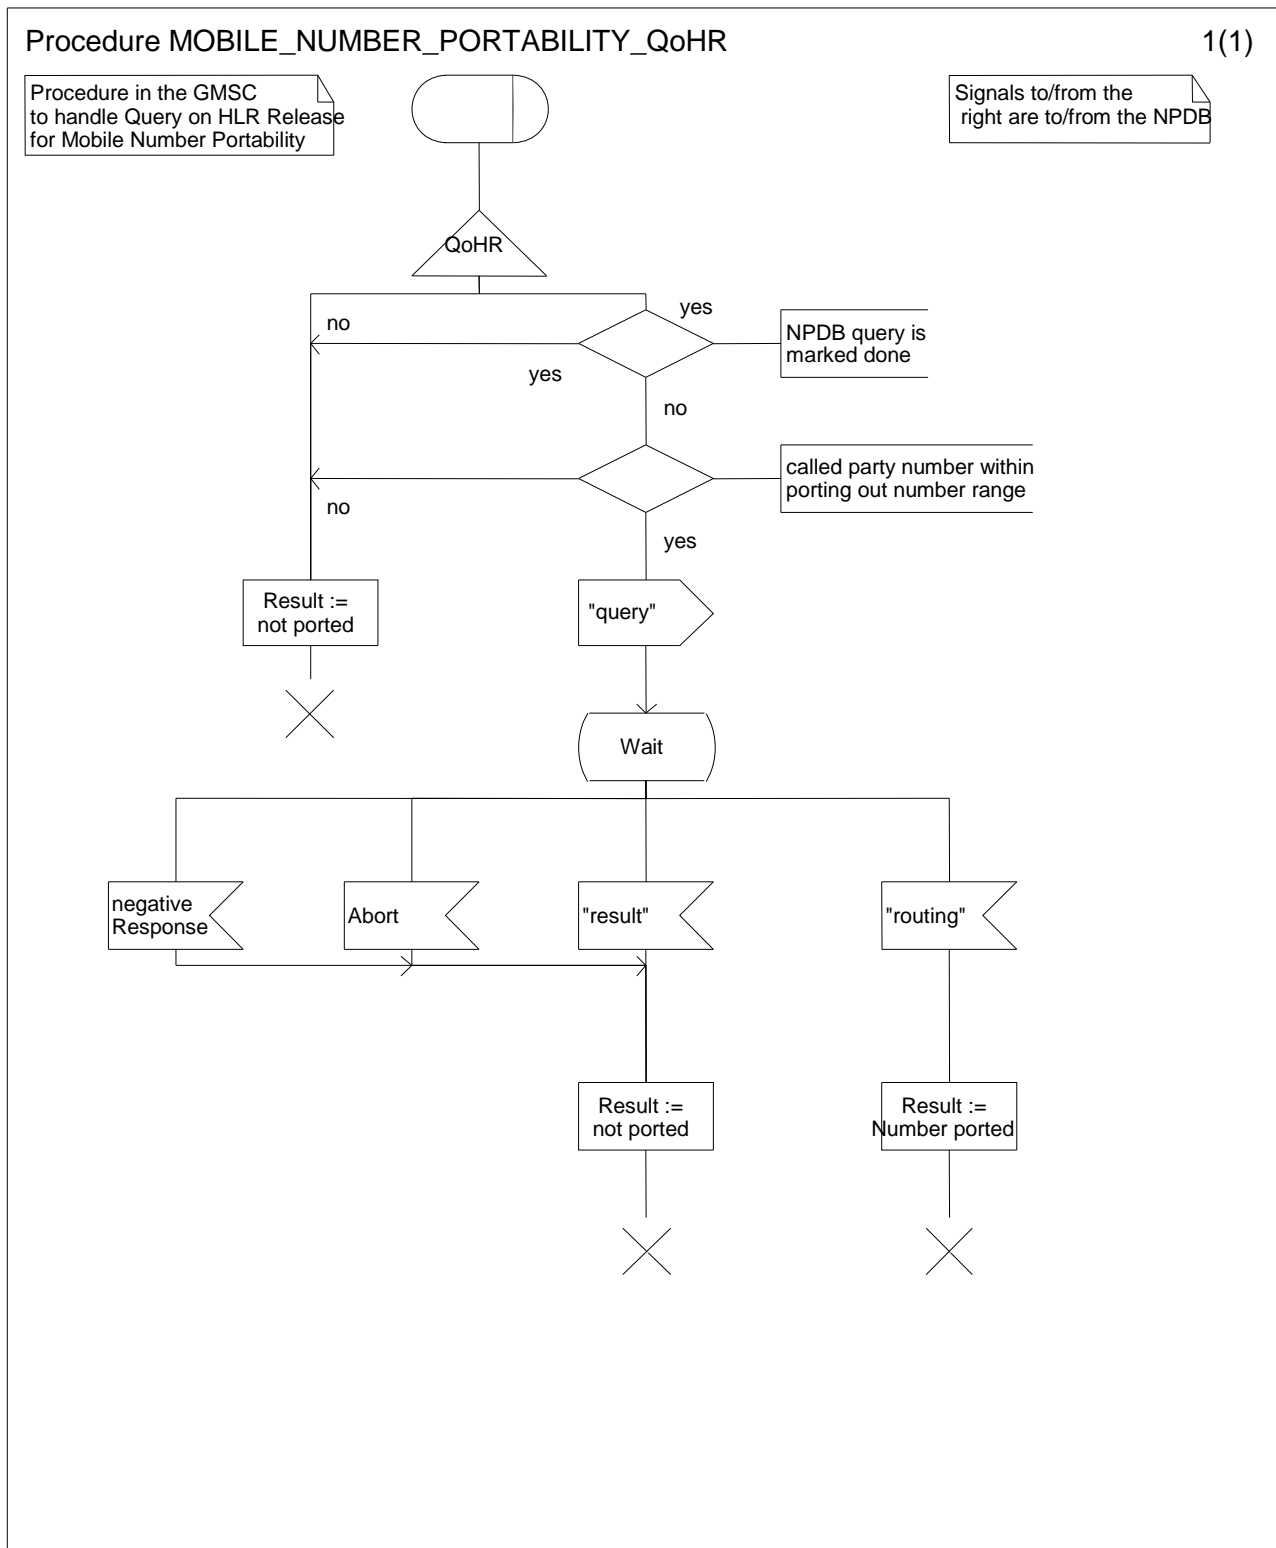 Procedure MOBILE_NUMBER_PORTABILITY_QoHR
1(1)
Procedure in the GMSC
to handle Query on HLR Release
for Mobile Number Portability
Signals to/from the
right are to/from the NPDB
QoHR
no
yes
NPDB query is
marked done
yes
no
called party number within
porting out number range
no
yes
Result :=
not ported
"query"
Wait
negative
Response
Abort
"result"
"routing"
Result :=
not ported
Result :=
Number ported